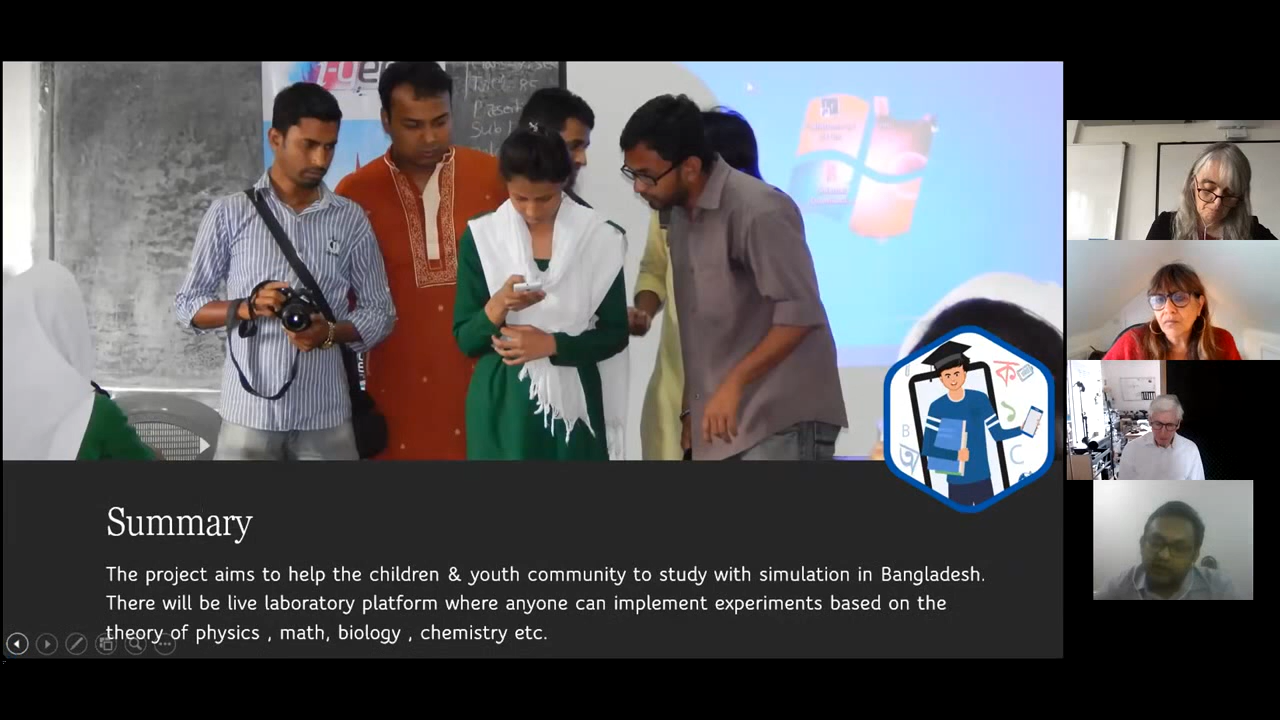 Summary
The project aims to help the children & youth community to study with simulation in Bangladesh.
There will be live laboratory platform where anyone can implement experiments based on the
theory of physics , math, biology , chemistry etc.
ক
B
C